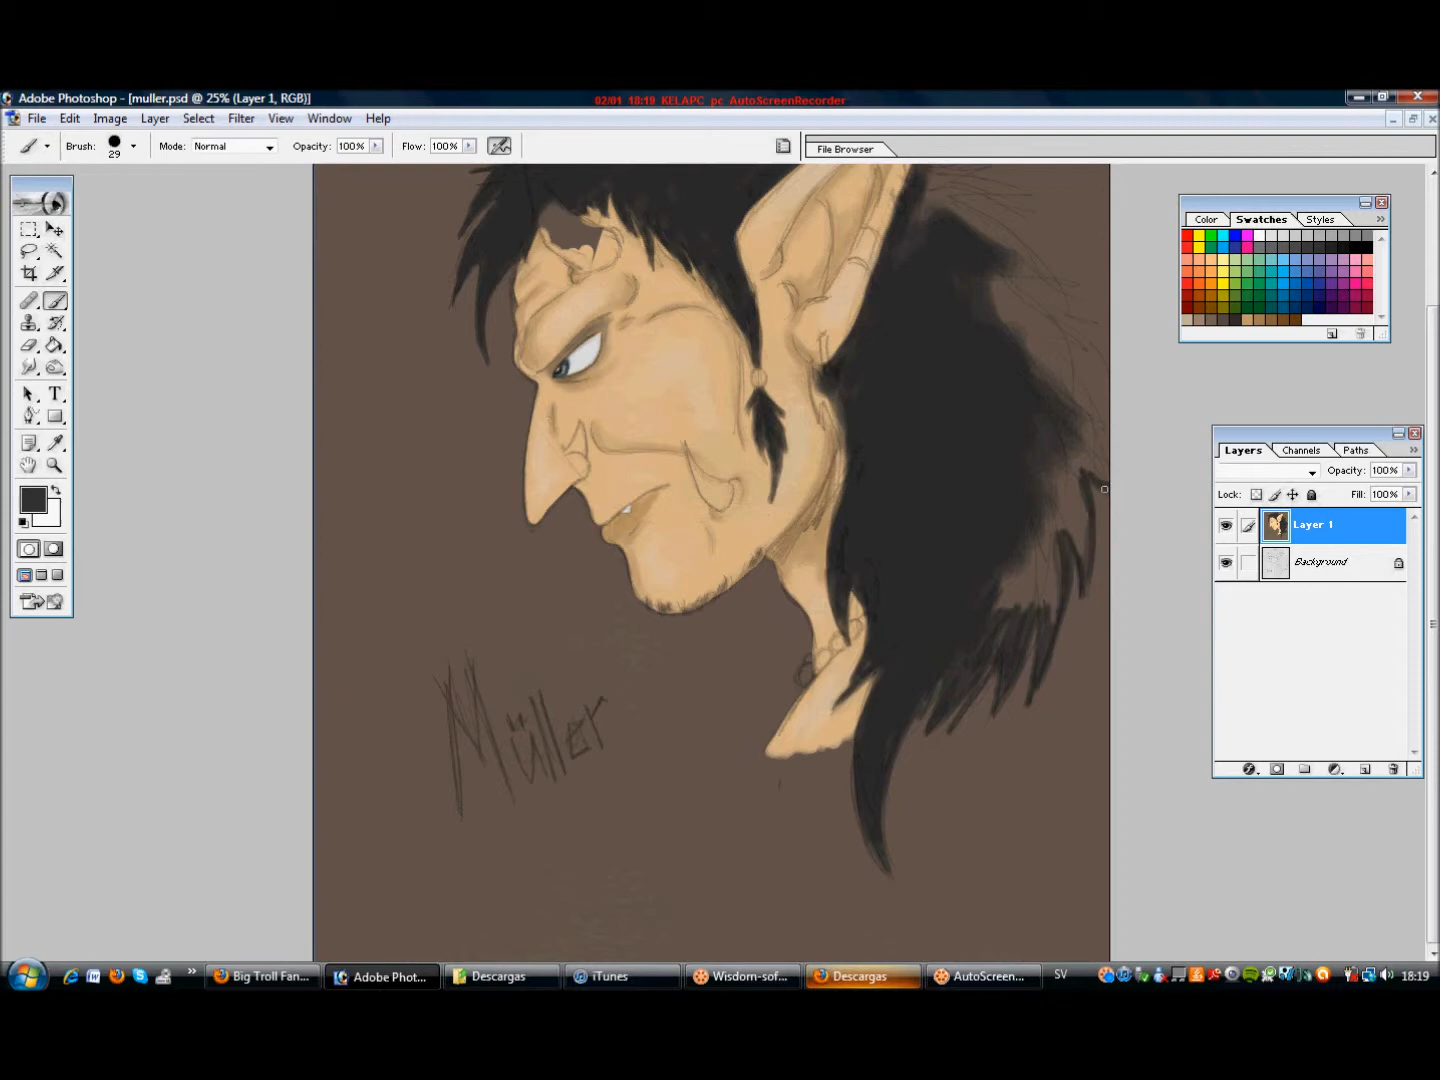 Adobe Photoshop - [muller.psd @ 25% (Layer 1, RGB)]
02/01 18:19 KELAPC pc AutoScreenRecorder
File Edit Image Layer Select Filter View Window Help
Brush: 29 Mode: Normal Opacity: 100% Flow: 100% File Browser
Color Swatches Styles
Layers Channels Paths
Opacity: 100%
Lock: Fill: 100%
Layer 1
Background
Müller
Big Troll Fan... Adobe Phot... Descargas iTunes Wisdom-sof... Descargas AutoScreen... SV 18:19